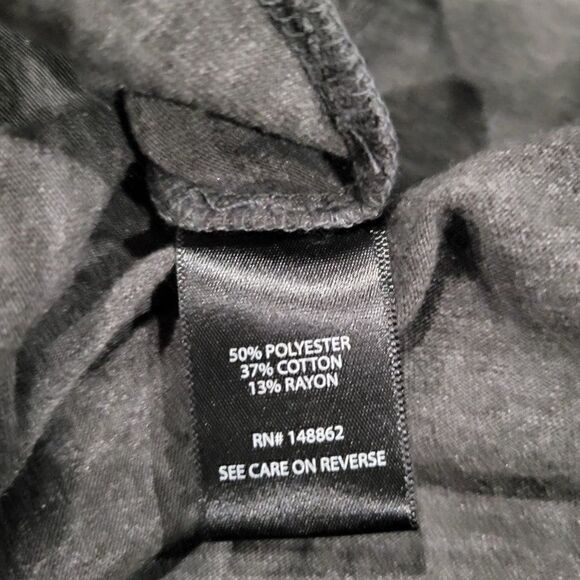 50% POLYESTER
37% COTTON
13% RAYON
RN# 148862
SEE CARE ON REVERSE